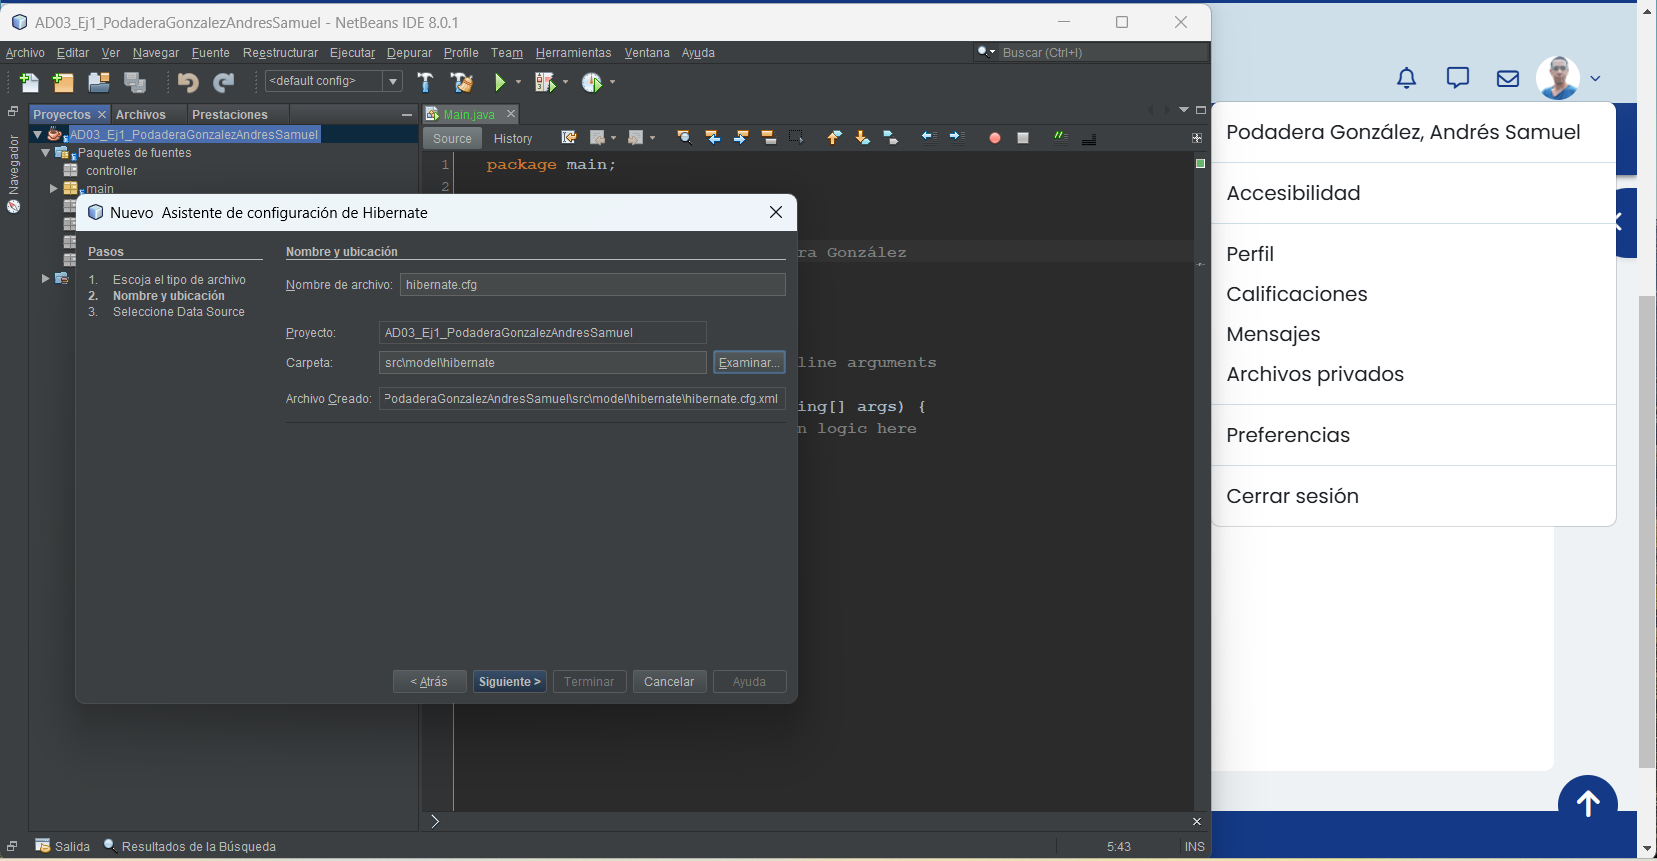 AD03_Ej1_PodaderaGonzalezAndresSamuel - NetBeans IDE 8.0.1
Archivo Editar Ver Navegar Fuente Reestructurar Ejecutar Depurar Profile Team Herramientas Ventana Ayuda
Buscar (Ctrl+I)
<default config>
Proyectos Archivos Prestaciones
Main.java
Navegador
AD03_Ej1_PodaderaGonzalezAndresSamuel
Paquetes de fuentes
controller
main
Source History
1 package main;
2
ra González
line arguments
ing[] args) {
n logic here
Nuevo Asistente de configuración de Hibernate
Pasos
1. Escoja el tipo de archivo
2. Nombre y ubicación
3. Seleccione Data Source
Nombre y ubicación
Nombre de archivo: hibernate.cfg
Proyecto: AD03_Ej1_PodaderaGonzalezAndresSamuel
Carpeta: src\model\hibernate Examinar...
Archivo Creado: PodaderaGonzalezAndresSamuel\src\model\hibernate\hibernate.cfg.xml
< Atrás Siguiente > Terminar Cancelar Ayuda
Salida Resultados de la Búsqueda
5:43 INS
Podadera González, Andrés Samuel
Accesibilidad
Perfil
Calificaciones
Mensajes
Archivos privados
Preferencias
Cerrar sesión